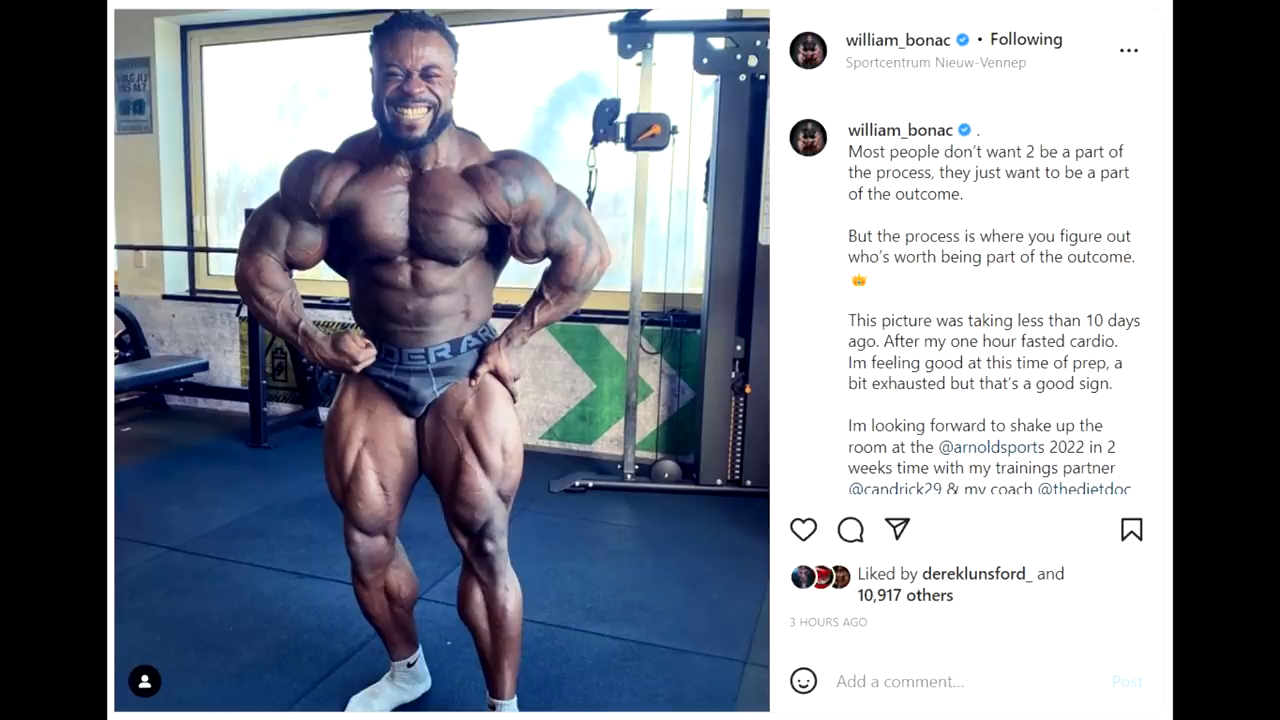 william_bonac • Following
Sportcentrum Nieuw-Vennep
william_bonac .
Most people don't want 2 be a part of
the process, they just want to be a part
of the outcome.
But the process is where you figure out
who's worth being part of the outcome.
This picture was taking less than 10 days
ago. After my one hour fasted cardio.
Im feeling good at this time of prep, a
bit exhausted but that's a good sign.
Im looking forward to shake up the
room at the @arnoldsports 2022 in 2
weeks time with my trainings partner
@candrick29 & my coach @thedietdoc
Liked by dereklunsford_ and
10,917 others
3 HOURS AGO
Add a comment... Post
DER AR